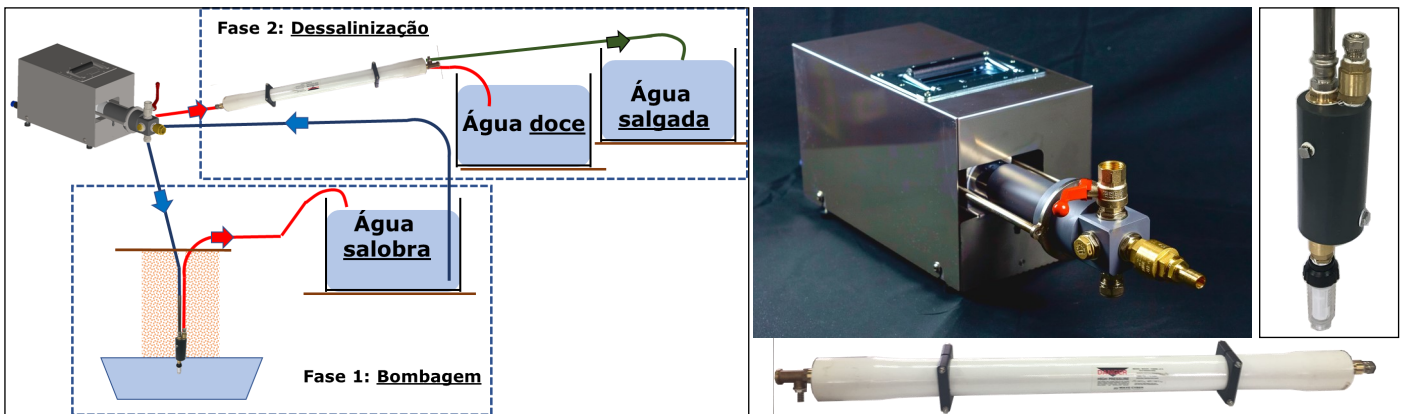 Fase 2: Dessalinização
Água doce
Água
salgada
Água
salobra
Fase 1: Bombagem